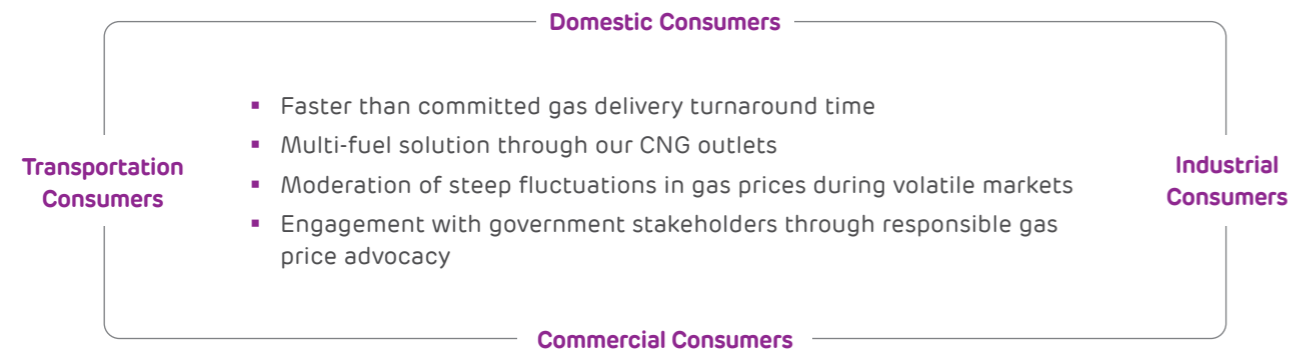 Domestic Consumers
▪ Faster than committed gas delivery turnaround time
▪ Multi-fuel solution through our CNG outlets
▪ Moderation of steep fluctuations in gas prices during volatile markets
▪ Engagement with government stakeholders through responsible gas
price advocacy
Transportation
Consumers
Industrial
Consumers
Commercial Consumers